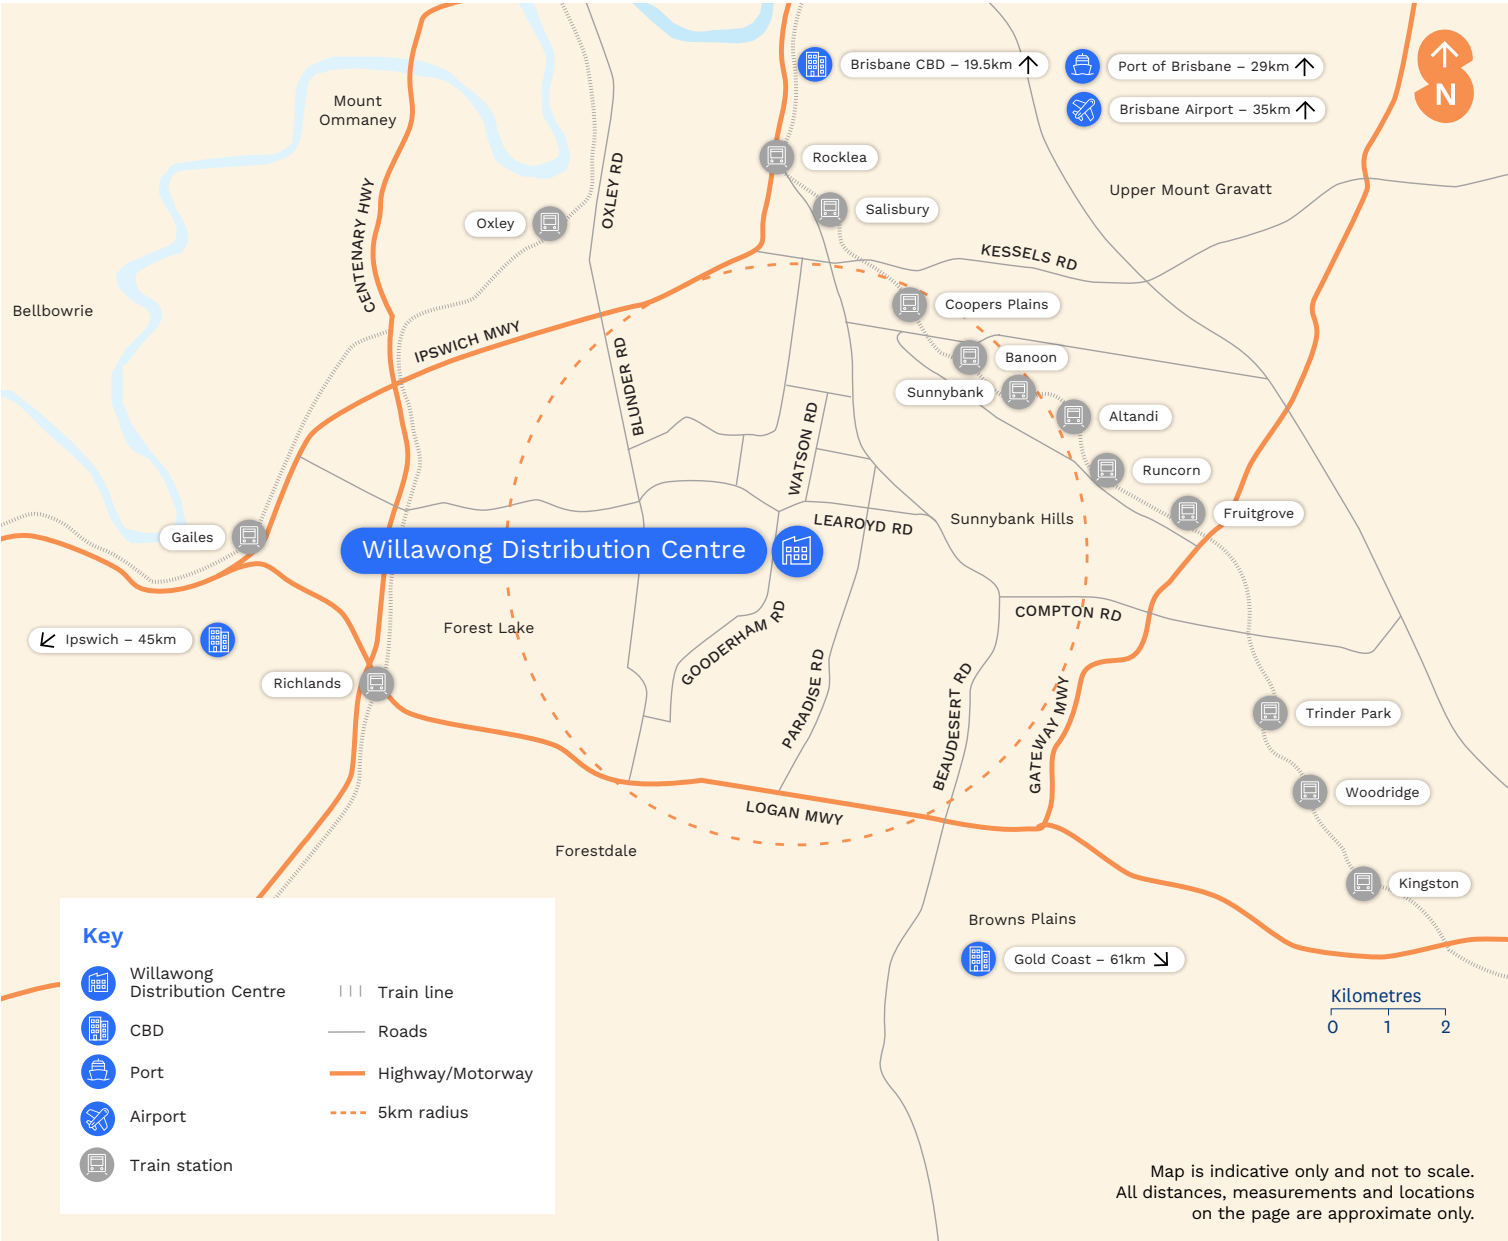 Brisbane CBD – 19.5km
Port of Brisbane – 29km
Brisbane Airport – 35km
N
Mount
Ommaney
Rocklea
Salisbury
Upper Mount Gravatt
Oxley
OXLEY RD
CENTENARY HWY
KESSELS RD
Bellbowrie
Coopers Plains
IPSWICH MWY
BLUNDER RD
Banoon
Sunnybank
Altandi
WATSON RD
Runcorn
Fruitgrove
LEAROYD RD
Sunnybank Hills
Gailes
Willawong Distribution Centre
COMPTON RD
Forest Lake
Ipswich – 45km
GOODERHAM RD
Richlands
PARADISE RD
BEAUDESERT RD
GATEWAY MWY
Trinder Park
Woodridge
LOGAN MWY
Forestdale
Kingston
Browns Plains
Gold Coast – 61km
Key
Willawong
Distribution Centre
CBD
Port
Airport
Train station
Train line
Roads
Highway/Motorway
5km radius
Kilometres
0 1 2
Map is indicative only and not to scale.
All distances, measurements and locations
on the page are approximate only.